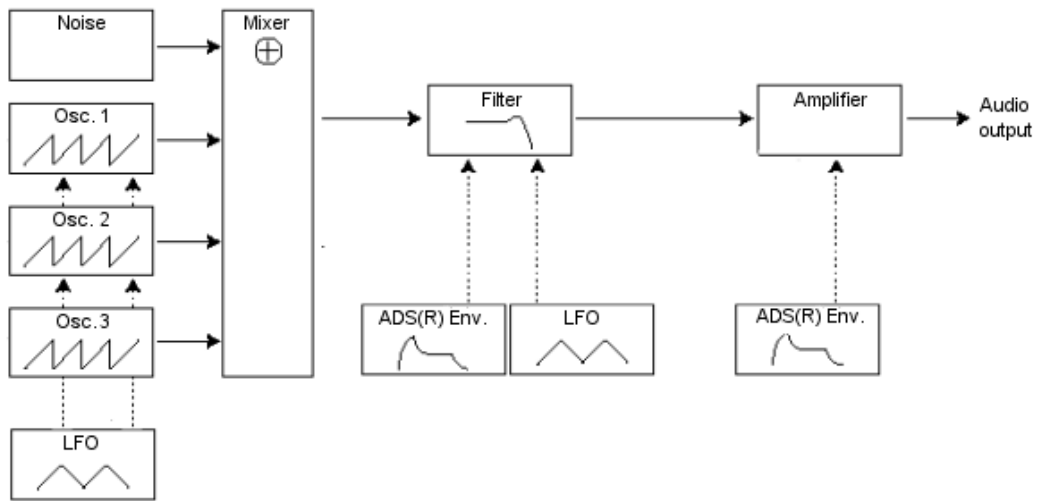 Noise
Mixer
Osc. 1
Filter
Amplifier
Audio
output
Osc. 2
Osc.3
ADS(R) Env.
LFO
ADS(R) Env.
LFO